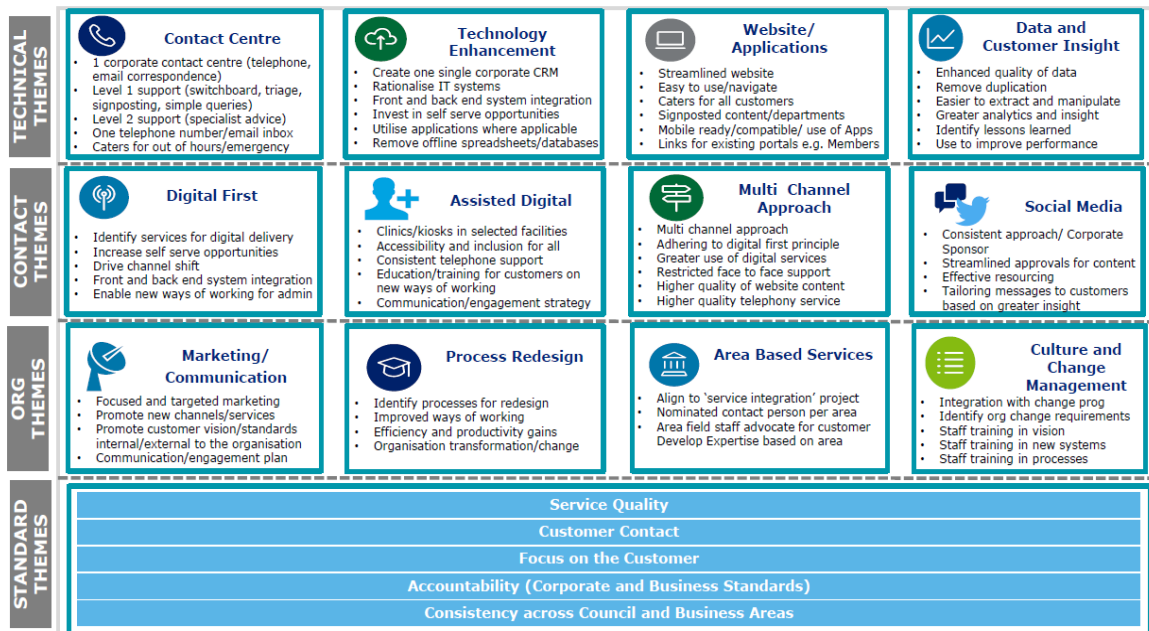 TECHNICAL
THEMES
Contact Centre
• 1 corporate contact centre (telephone,
email correspondence)
• Level 1 support (switchboard, triage,
signposting, simple queries)
• Level 2 support (specialist advice)
• One telephone number/email inbox
• Caters for out of hours/emergency
Technology
Enhancement
• Create one single corporate CRM
• Rationalise IT systems
• Front and back end system integration
• Invest in self serve opportunities
• Utilise applications where applicable
• Remove offline spreadsheets/databases
Website/
Applications
• Streamlined website
• Easy to use/navigate
• Caters for all customers
• Signposted content/departments
• Mobile ready/compatible/ use of Apps
• Links for existing portals e.g. Members
Data and
Customer Insight
• Enhanced quality of data
• Remove duplication
• Easier to extract and manipulate
• Greater analytics and insight
• Identify lessons learned
• Use to improve performance
CONTACT
THEMES
Digital First
• Identify services for digital delivery
• Increase self serve opportunities
• Drive channel shift
• Front and back end system integration
• Enable new ways of working for admin
Assisted Digital
• Clinics/kiosks in selected facilities
• Accessibility and inclusion for all
• Consistent telephone support
• Education/training for customers on
new ways of working
• Communication/engagement strategy
Multi Channel
Approach
• Multi channel approach
• Adhering to digital first principle
• Greater use of digital services
• Restricted face to face support
• Higher quality of website content
• Higher quality telephony service
Social Media
• Consistent approach/ Corporate
Sponsor
• Streamlined approvals for content
• Effective resourcing
• Tailoring messages to customers
based on greater insight
ORG
THEMES
Marketing/
Communication
• Focused and targeted marketing
• Promote new channels/services
• Promote customer vision/standards
internal/external to the organisation
• Communication/engagement plan
Process Redesign
• Identify processes for redesign
• Improved ways of working
• Efficiency and productivity gains
• Organisation transformation/change
Area Based Services
• Align to ‘service integration’ project
• Nominated contact person per area
• Area field staff advocate for customer
• Develop Expertise based on area
Culture and
Change
Management
• Integration with change prog
• Identify org change requirements
• Staff training in vision
• Staff training in new systems
• Staff training in processes
STANDARD
THEMES
Service Quality
Customer Contact
Focus on the Customer
Accountability (Corporate and Business Standards)
Consistency across Council and Business Areas